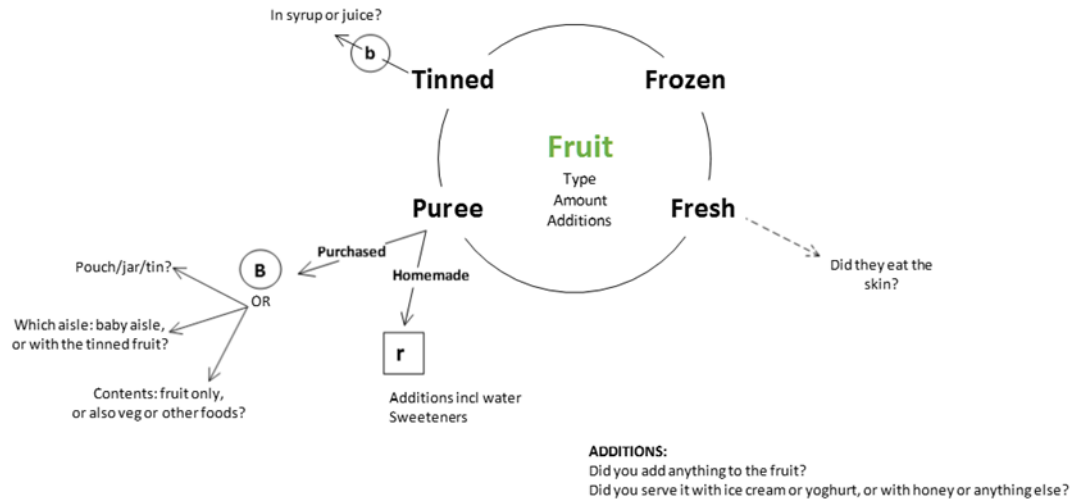 In syrup or juice?
b
Tinned
Frozen
Fruit
Type
Amount
Additions
Puree
Fresh
Purchased
Homemade
B
OR
Pouch/jar/tin?
Which aisle: baby aisle,
or with the tinned fruit?
Contents: fruit only,
or also veg or other foods?
r
Additions incl water
Sweeteners
Did they eat the
skin?
ADDITIONS:
Did you add anything to the fruit?
Did you serve it with ice cream or yoghurt, or with honey or anything else?